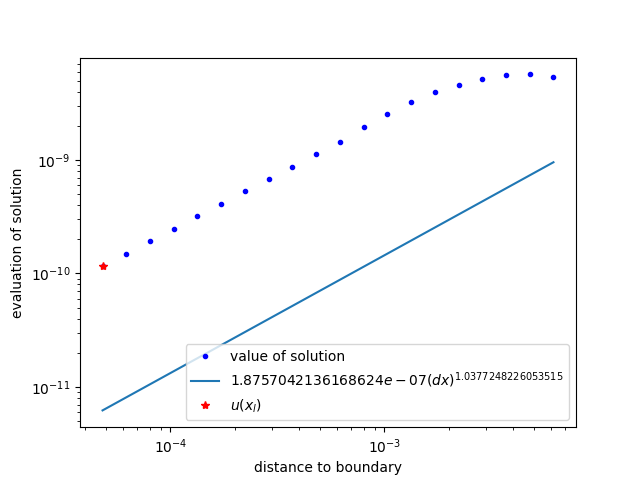 10⁻⁹
10⁻¹⁰
10⁻¹¹
evaluation of solution
value of solution
1.8757042136168624e − 07(dx)¹·⁰³⁷⁷²⁴⁸²²⁶⁰⁵³⁵¹⁵
u(x_l)
10⁻⁴
10⁻³
distance to boundary